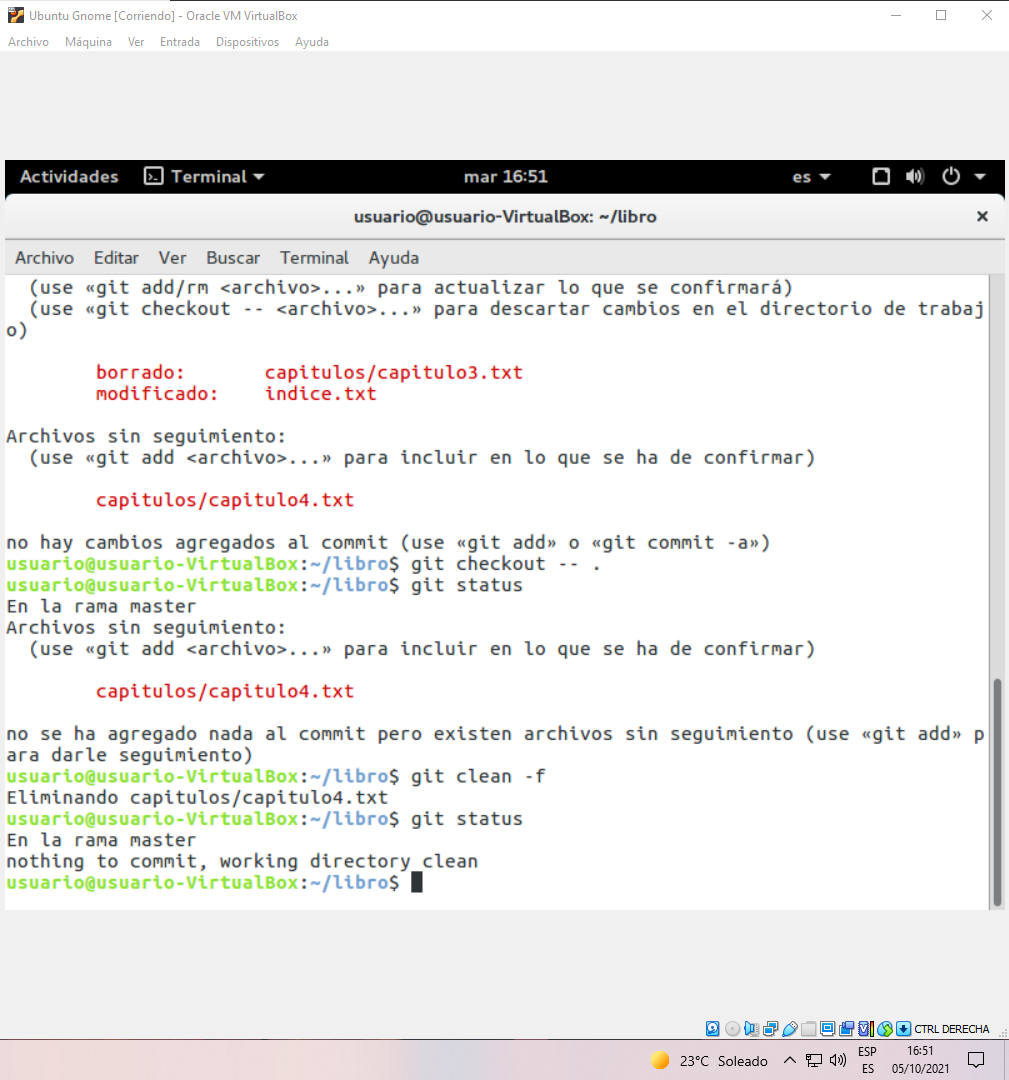 Ubuntu Gnome [Corriendo] - Oracle VM VirtualBox
Archivo Máquina Ver Entrada Dispositivos Ayuda
Actividades Terminal mar 16:51 es
usuario@usuario-VirtualBox: ~/libro
Archivo Editar Ver Buscar Terminal Ayuda
(use «git add/rm <archivo>...» para actualizar lo que se confirmará)
(use «git checkout -- <archivo>...» para descartar cambios en el directorio de trabaj
o)
borrado: capitulos/capitulo3.txt
modificado: indice.txt
Archivos sin seguimiento:
(use «git add <archivo>...» para incluir en lo que se ha de confirmar)
capitulos/capitulo4.txt
no hay cambios agregados al commit (use «git add» o «git commit -a»)
usuario@usuario-VirtualBox:~/libro$ git checkout -- .
usuario@usuario-VirtualBox:~/libro$ git status
En la rama master
Archivos sin seguimiento:
(use «git add <archivo>...» para incluir en lo que se ha de confirmar)
capitulos/capitulo4.txt
no se ha agregado nada al commit pero existen archivos sin seguimiento (use «git add» p
ara darle seguimiento)
usuario@usuario-VirtualBox:~/libro$ git clean -f
Eliminando capitulos/capitulo4.txt
usuario@usuario-VirtualBox:~/libro$ git status
En la rama master
nothing to commit, working directory clean
usuario@usuario-VirtualBox:~/libro$
CTRL DERECHA
23°C Soleado ESP 16:51
ES 05/10/2021